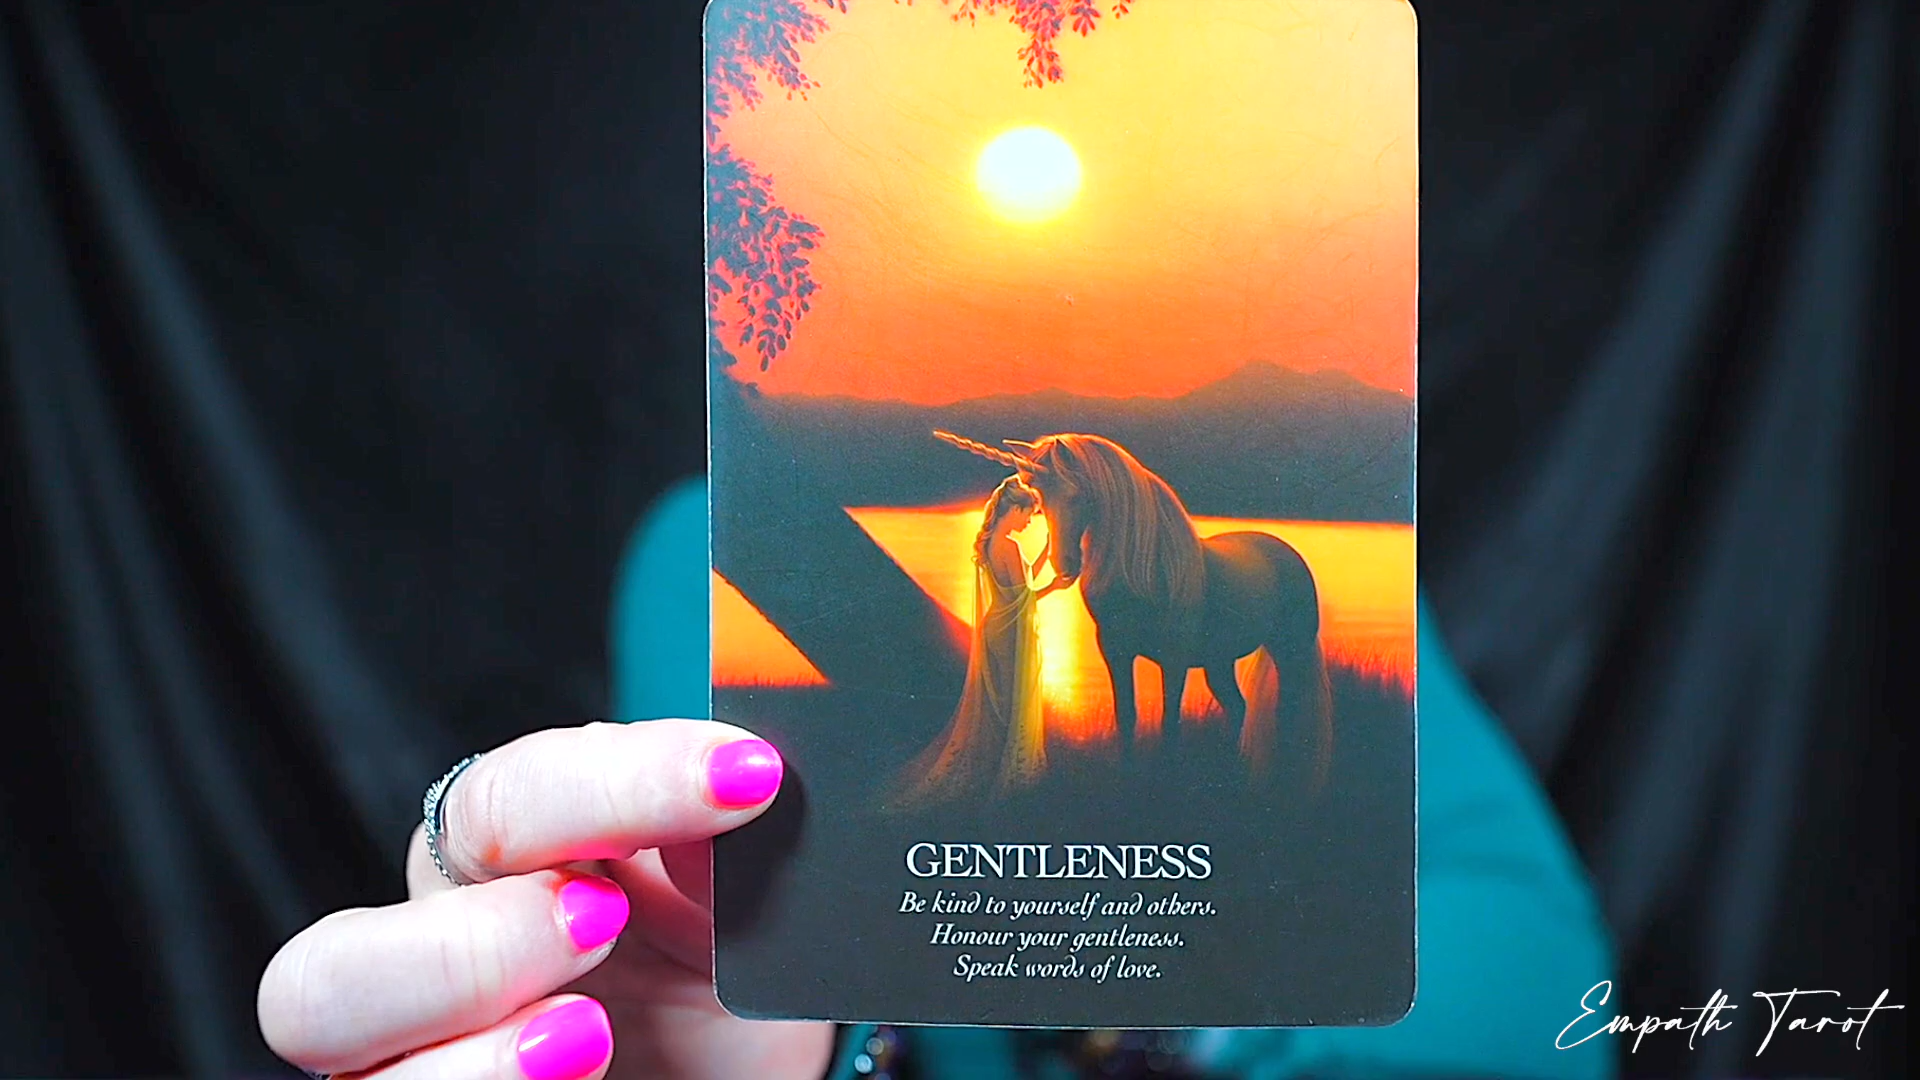 GENTLENESS
Be kind to yourself and others.
Honour your gentleness.
Speak words of love.
Empath Tarot